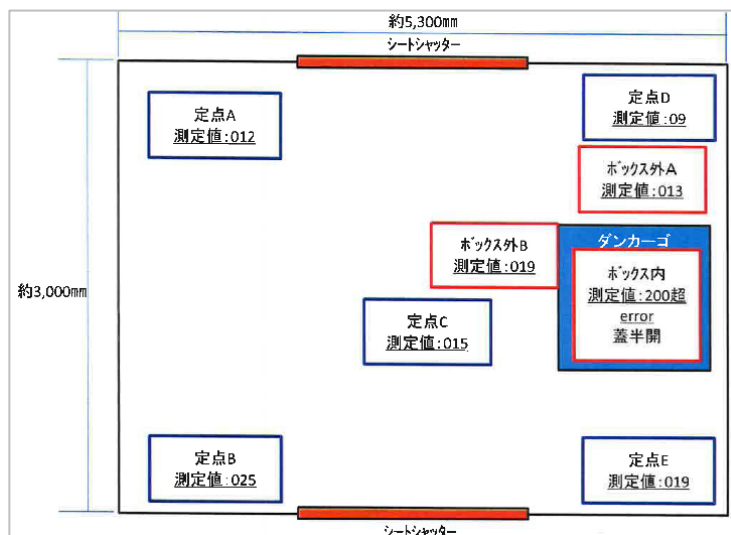 約5,300mm
シートシャッター
定点A
測定値:012
定点D
測定値:09
ボックス外A
測定値:013
ボックス外B
測定値:019
ダンカーゴ
ボックス内
測定値:200超
error
蓋半開
約3,000mm
定点C
測定値:015
定点B
測定値:025
定点E
測定値:019
シートシャッター